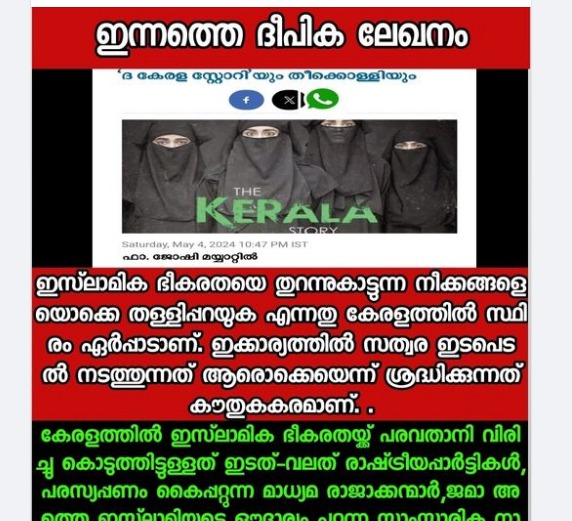 ഇന്നത്തെ ദീപിക ലേഖനം
'ദ കേരള സ്റ്റോറി'യും തീക്കൊള്ളിയും
THE
KERALA
STORY
Saturday, May 4, 2024 10:47 PM IST
ഫാ. ജോഷി മയ്യാറ്റിൽ
ഇസ്‌ലാമിക ഭീകരതയെ തുറന്നുകാട്ടുന്ന നീക്കങ്ങളെ
യൊക്കെ തള്ളിപ്പറയുക എന്നതു കേരളത്തിൽ സ്ഥി
രം ഏർപ്പാടാണ്. ഇക്കാര്യത്തിൽ സത്വര ഇടപെട
ൽ നടത്തുന്നത് ആരൊക്കെയെന്ന് ശ്രദ്ധിക്കുന്നത്
കൗതുകകരമാണ്. .
കേരളത്തിൽ ഇസ്‌ലാമിക ഭീകരതയ്ക്ക് പരവതാനി വിരി
ച്ചു കൊടുത്തിട്ടുള്ളത് ഇടത്-വലത് രാഷ്ട്രീയപ്പാർട്ടികൾ,
പരസ്യപ്പണം കൈപ്പറ്റുന്ന മാധ്യമ രാജാക്കന്മാർ,ജമാ അ